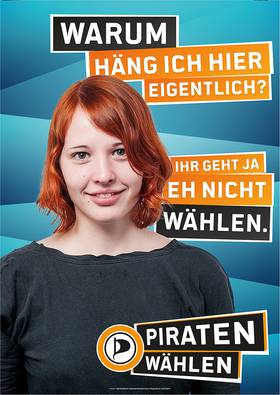 WARUM
HÄNG ICH HIER
EIGENTLICH?
IHR GEHT JA
EH NICHT
WÄHLEN.
PIRATEN
WÄHLEN